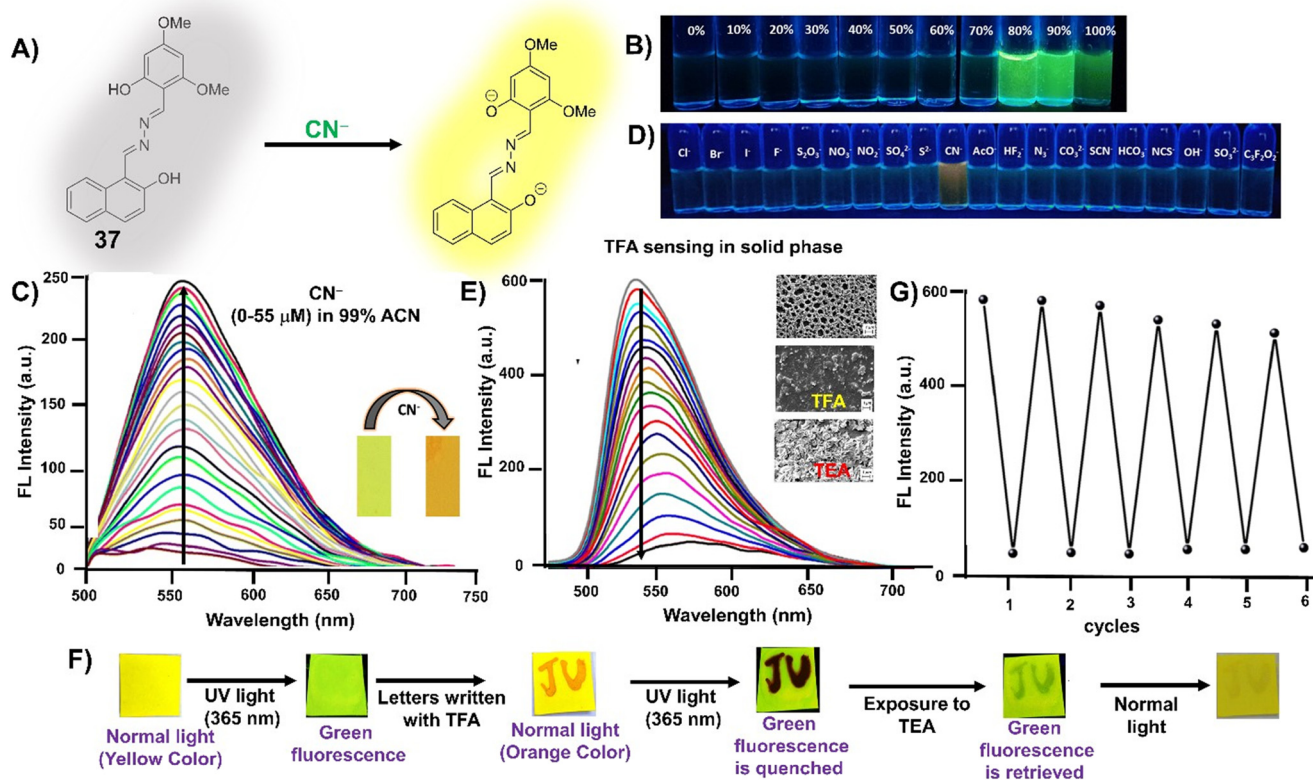 A)
OMe
HO
OMe
N
N
OH
37
CN⁻
OMe
⊖
O
OMe
N
N
⊖
O
B)
0% 10% 20% 30% 40% 50% 60% 70% 80% 90% 100%
D)
Cl⁻ Br⁻ I⁻ F⁻ S₂O₃⁻ NO₃⁻ NO₂⁻ SO₄²⁻ S²⁻ CN⁻ AcO⁻ HF₂⁻ N₃⁻ CO₃²⁻ SCN⁻ HCO₃⁻ NCS⁻ OH⁻ SO₃²⁻ C₃F₂O₂⁻
C)
CN⁻
(0-55 μM) in 99% ACN
CN⁻
FL Intensity (a.u.)
250
200
150
100
50
0
500 550 600 650 700 750
Wavelength (nm)
TFA sensing in solid phase
E)
TFA
TEA
FL Intensity (a.u.)
600
400
200
0
500 550 600 650 700
Wavelength (nm)
G)
FL Intensity (a.u.)
600
400
200
0
1 2 3 4 5 6
cycles
F)
Normal light
(Yellow Color)
UV light
(365 nm)
Green
fluorescence
Letters written
with TFA
JU
Normal light
(Orange Color)
UV light
(365 nm)
JU
Green
fluorescence
is quenched
Exposure to
TEA
JU
Green
fluorescence
is retrieved
Normal
light
JU